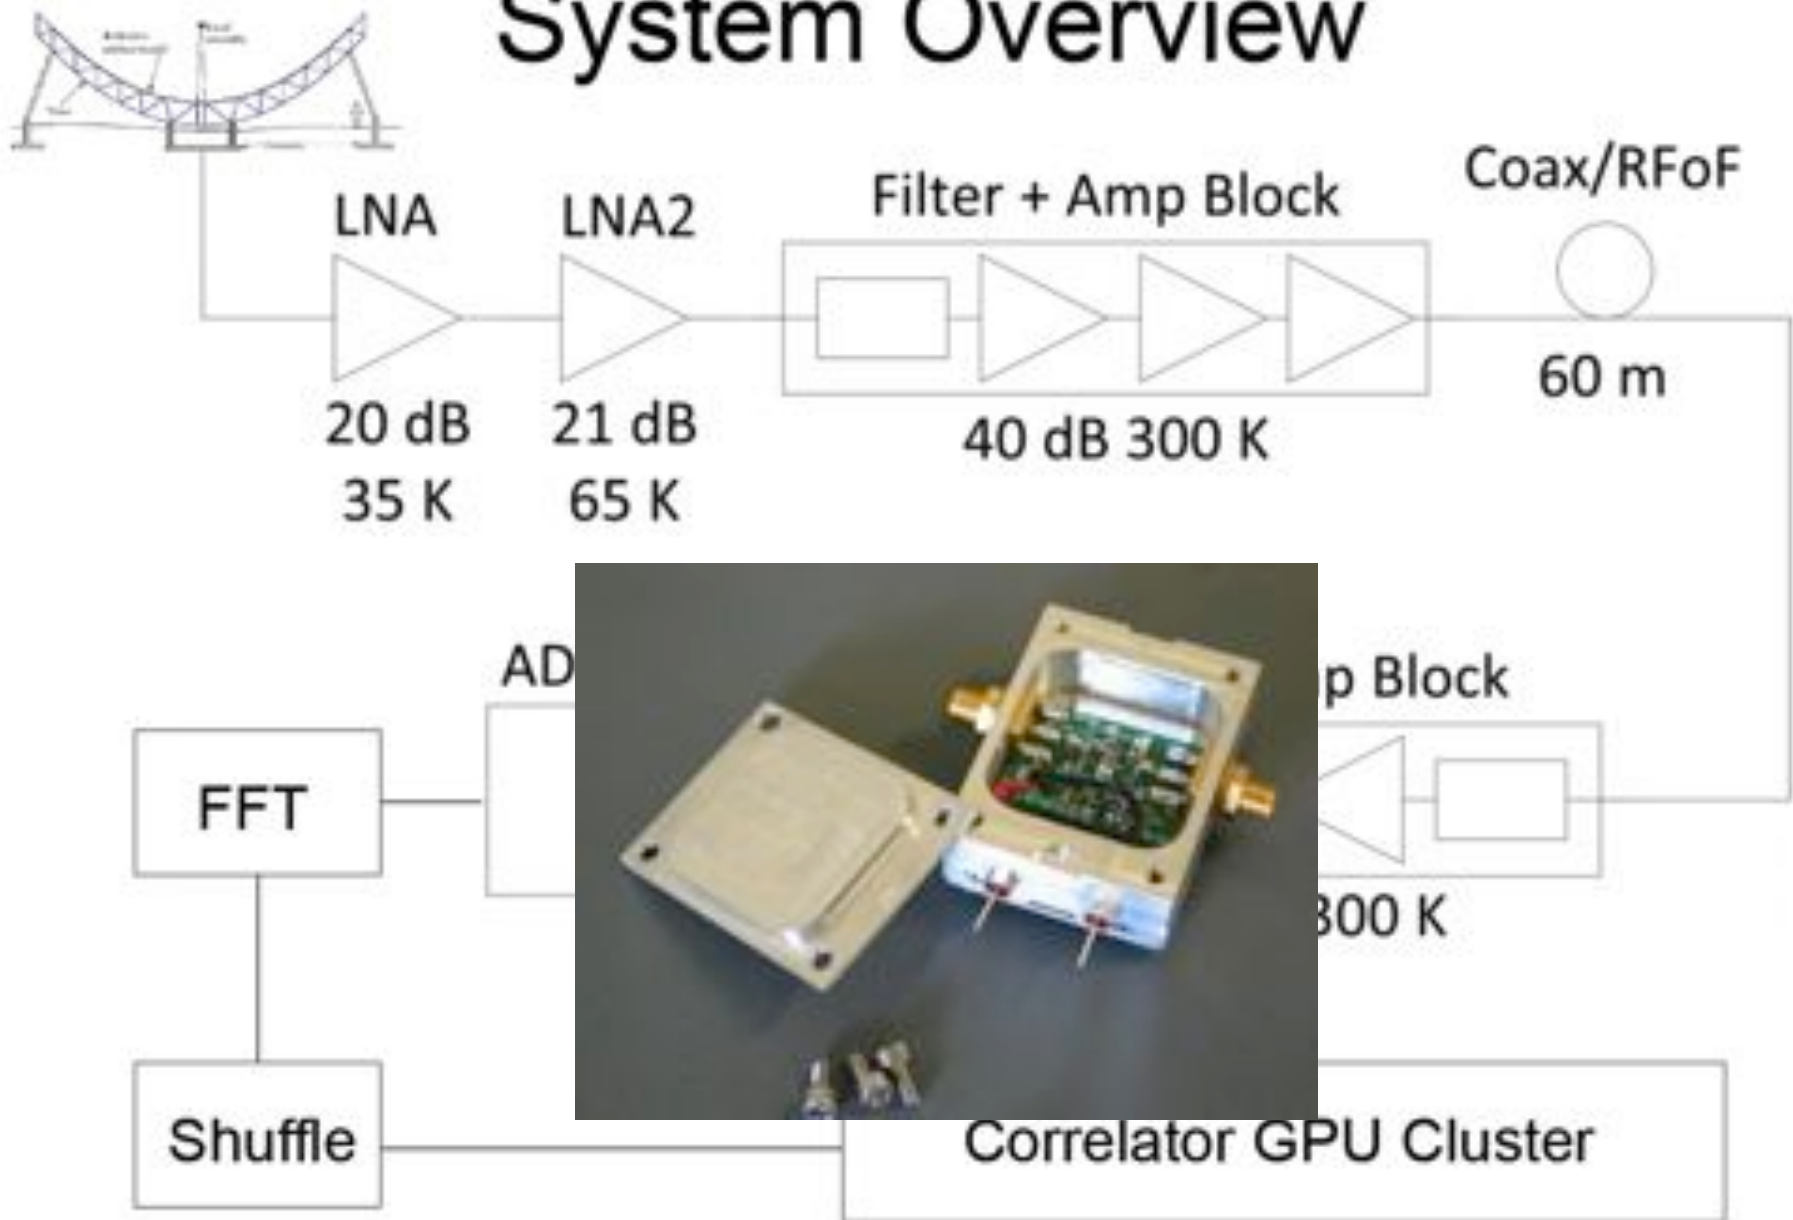 System Overview
Coax/RFoF
Filter + Amp Block
LNA
LNA2
60 m
20 dB
21 dB
40 dB 300 K
35 K
65 K
AD
p Block
FFT
300 K
Shuffle
Correlator GPU Cluster